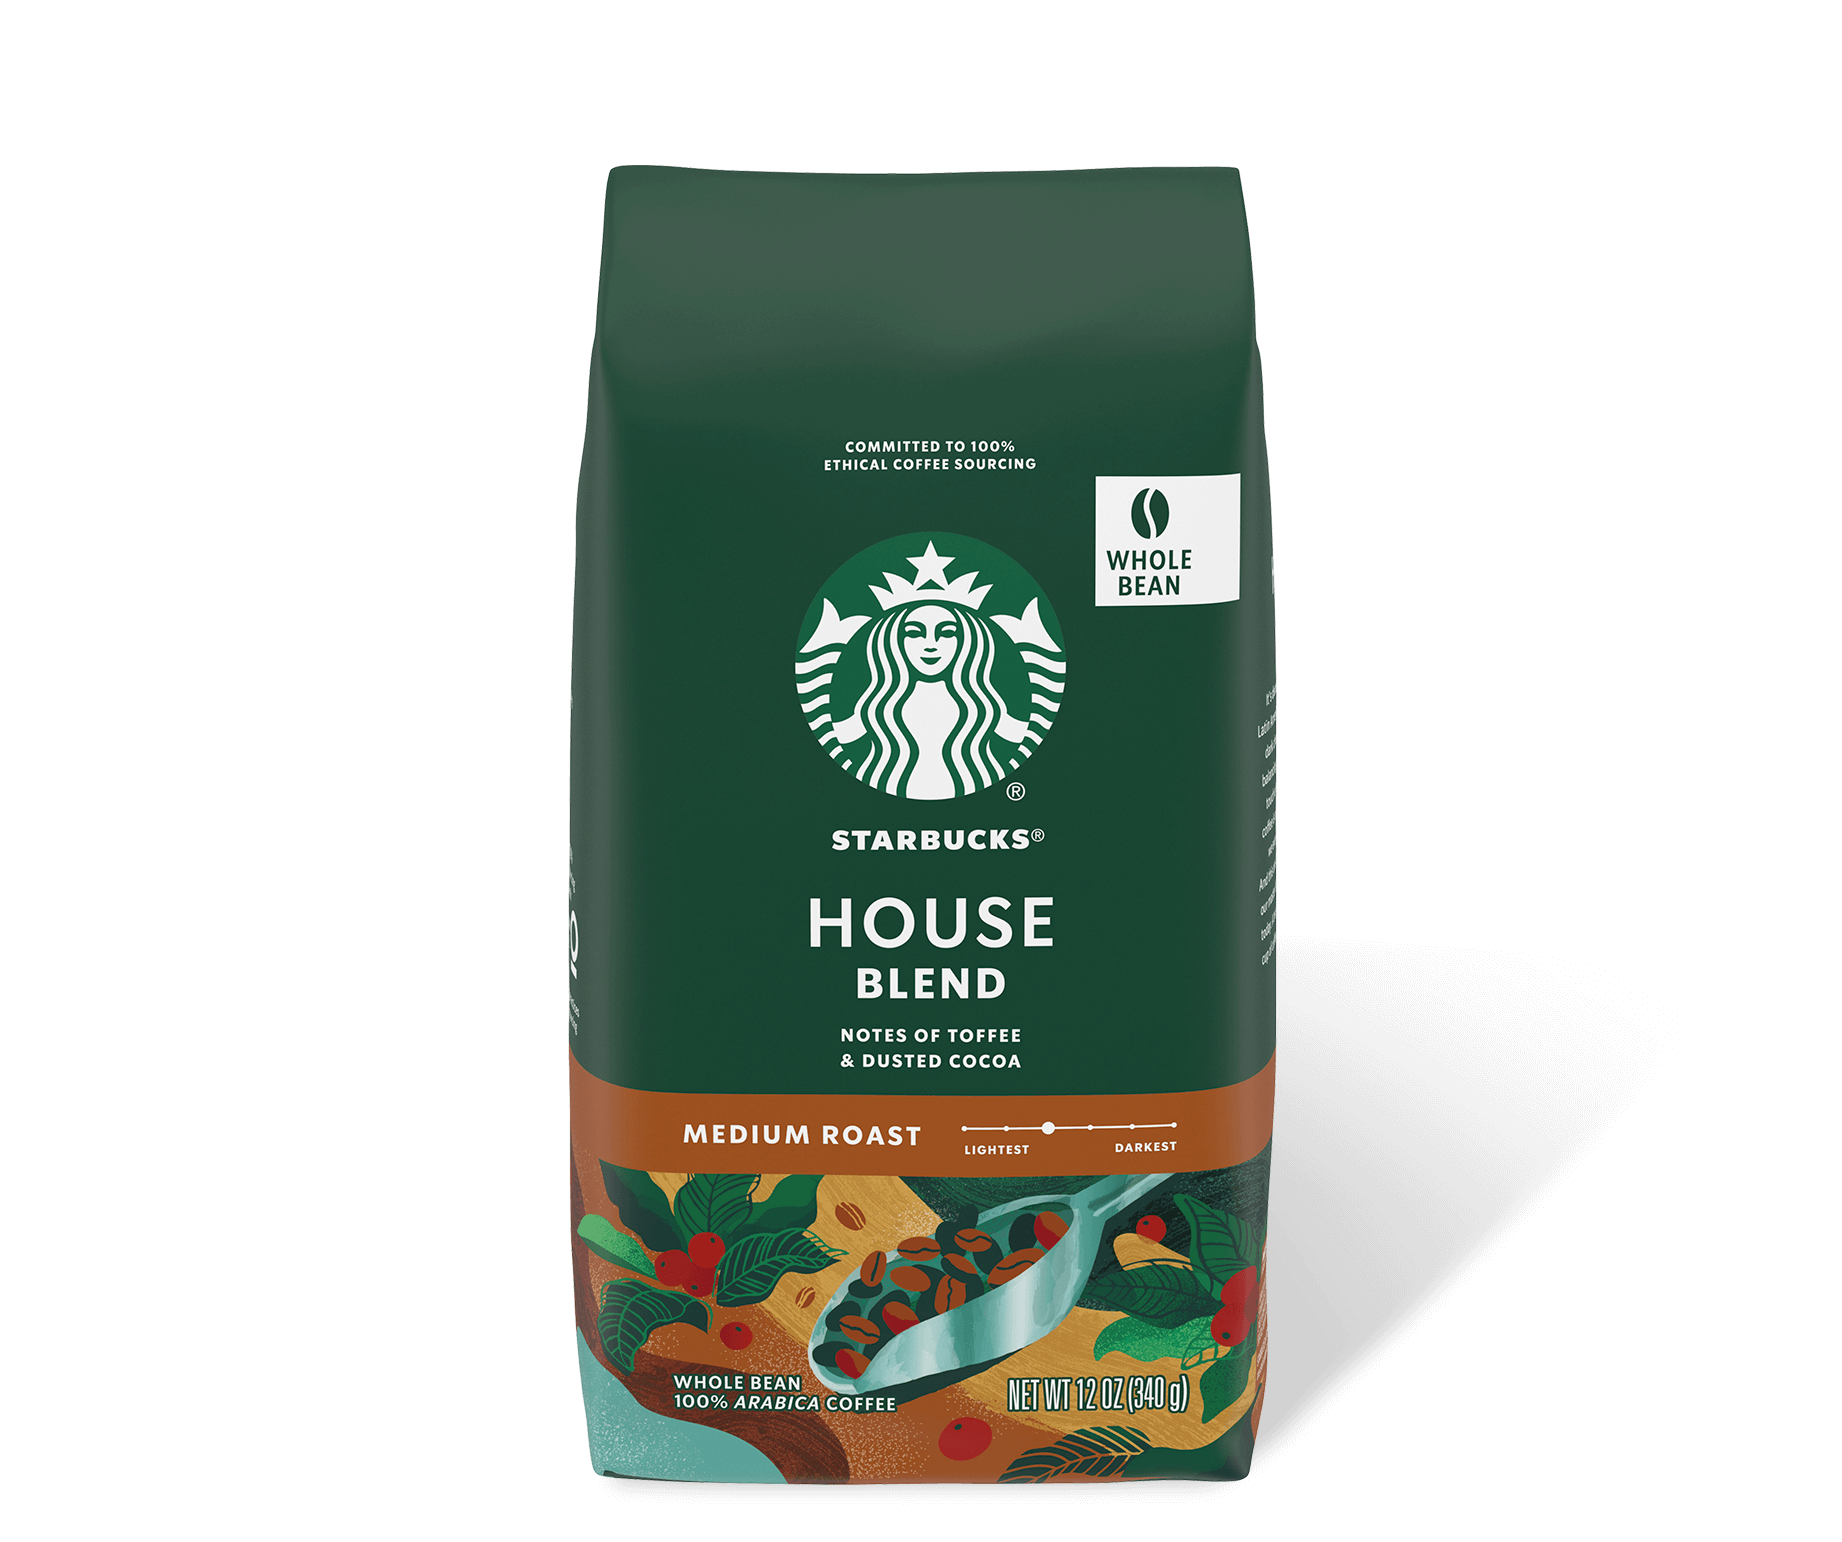 COMMITTED TO 100%
ETHICAL COFFEE SOURCING
WHOLE
BEAN
®
STARBUCKS®
HOUSE
BLEND
NOTES OF TOFFEE
& DUSTED COCOA
MEDIUM ROAST
LIGHTEST DARKEST
WHOLE BEAN
100% ARABICA COFFEE
NET WT 12 OZ (340 g)